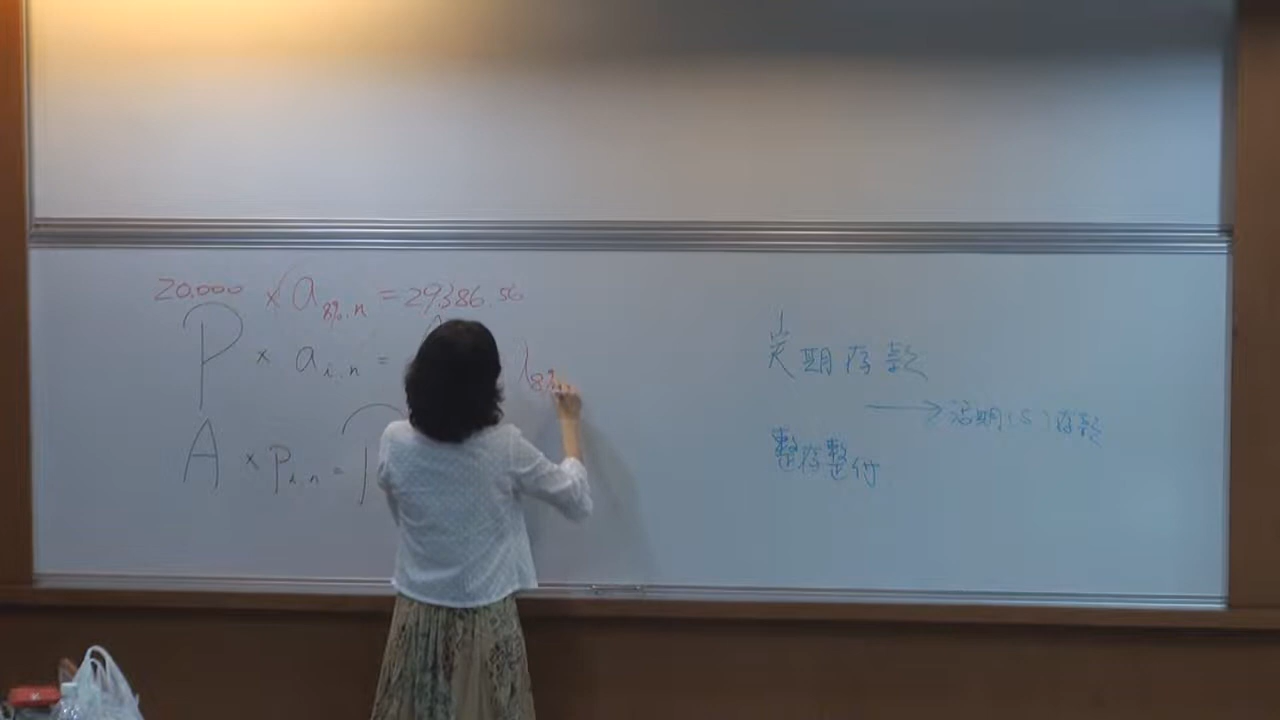 20,000 × a8%.n = 29,386.56
P × ai.n =
A × pi.n =
8%
定期存款
→ 活期(S)存款
整存整付